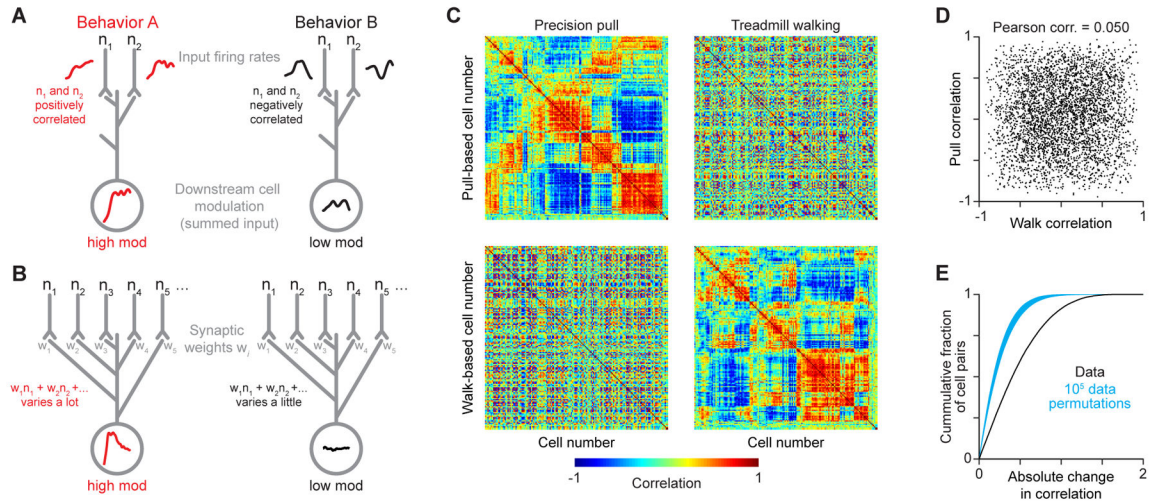 A
Behavior A
Behavior B
n1 n2
Input firing rates
n1 n2
n1 and n2
positively
correlated
n1 and n2
negatively
correlated
Downstream cell
modulation
(summed input)
high mod
low mod
B
n1 n2 n3 n4 n5 ...
n1 n2 n3 n4 n5 ...
Synaptic
weights wj
w1 w2 w3 w4 w5
w1 w2 w3 w4 w5
w1n1 + w2n2 +...
varies a lot
w1n1 + w2n2 +...
varies a little
high mod
low mod
C
Precision pull
Treadmill walking
Pull-based cell number
Walk-based cell number
Cell number
Cell number
-1
1
Correlation
D
Pearson corr. = 0.050
1
Pull correlation
-1
-1
1
Walk correlation
E
1
Cummulative fraction
of cell pairs
0
Data
10⁵ data
permutations
0
2
Absolute change
in correlation